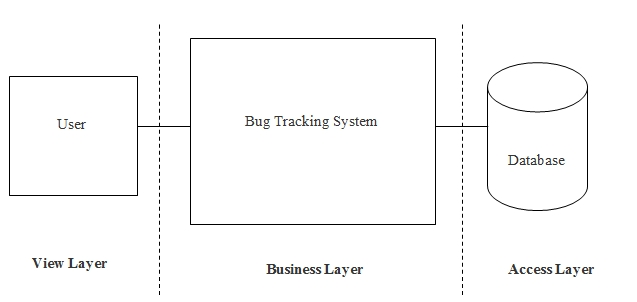 User
Bug Tracking System
Database
View Layer
Business Layer
Access Layer